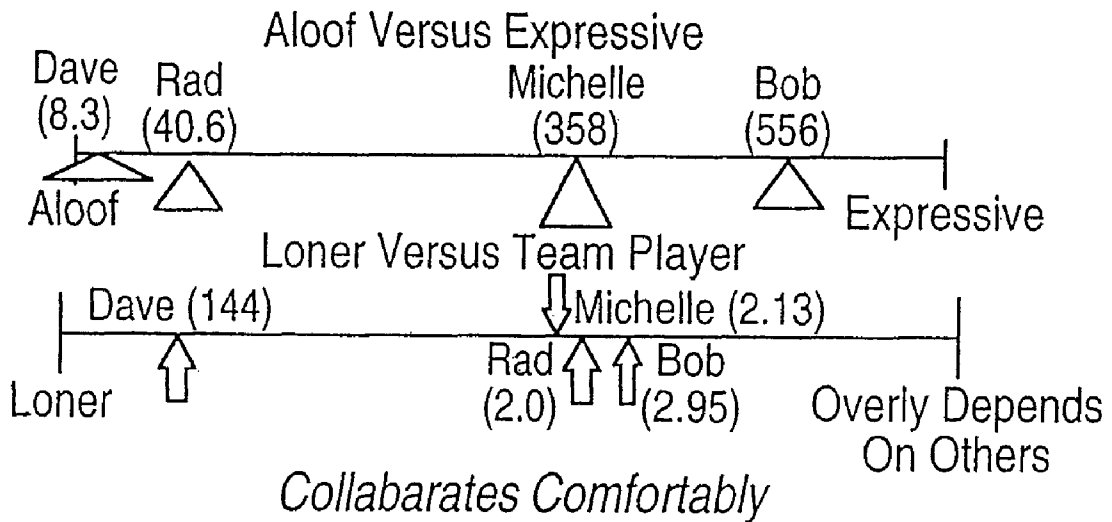 Aloof Versus Expressive
Dave Rad Michelle Bob
(8.3) (40.6) (358) (556)
Aloof Expressive
Loner Versus Team Player
Dave (144) Michelle (2.13)
Rad Bob
Loner (2.0) (2.95) Overly Depends
On Others
Collabarates Comfortably